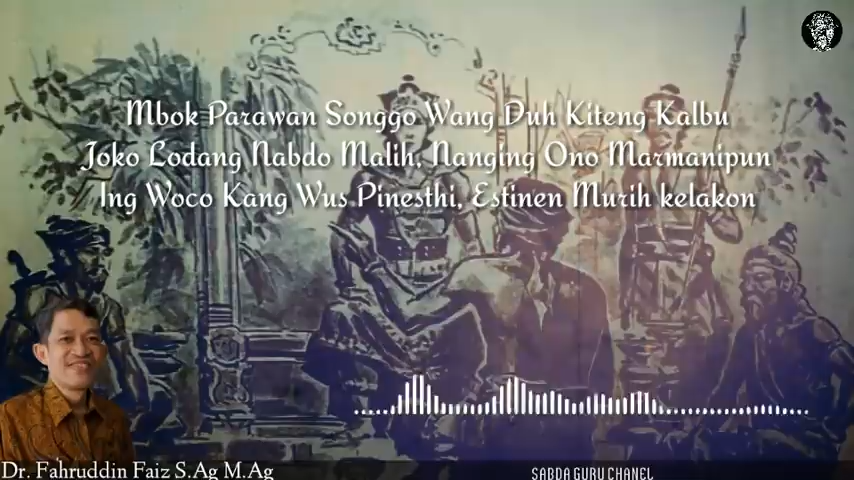 Mbok Parawan Songgo Wang Duh Kiteng Kalbu
Joko Lodang Nabdo Malih, Nanging Ono Marmanipun
Ing Woco Kang Wus Pinesthi, Estinen Murih kelakon
Dr. Fahruddin Faiz S.Ag M.Ag
SABDA GURU CHANEL